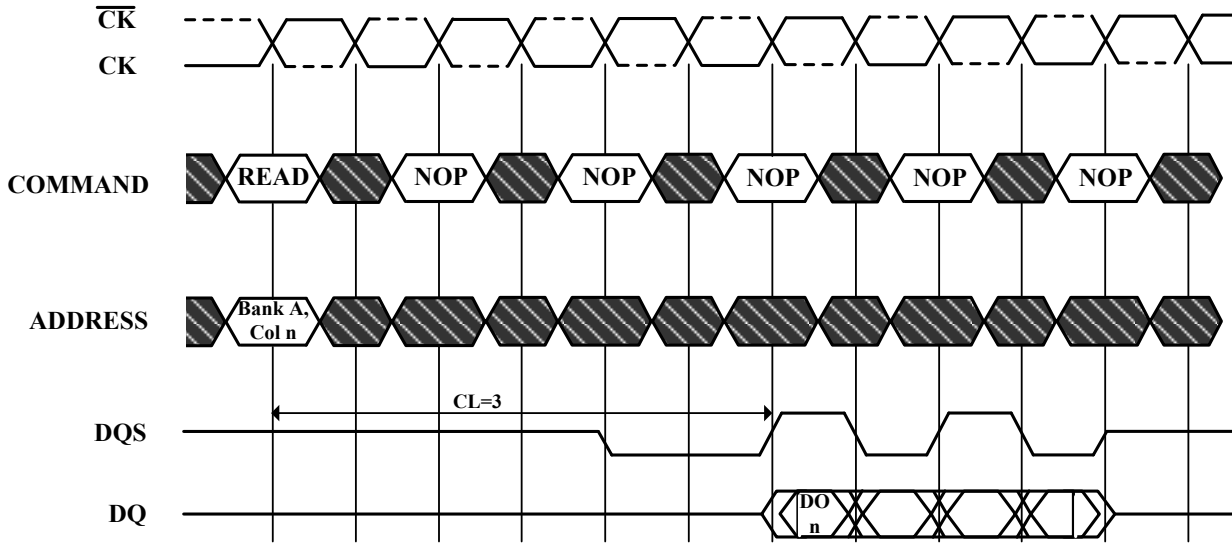 CK
CK
COMMAND READ NOP NOP NOP NOP NOP
ADDRESS Bank A,
Col n
CL=3
DQS
DQ DO
n